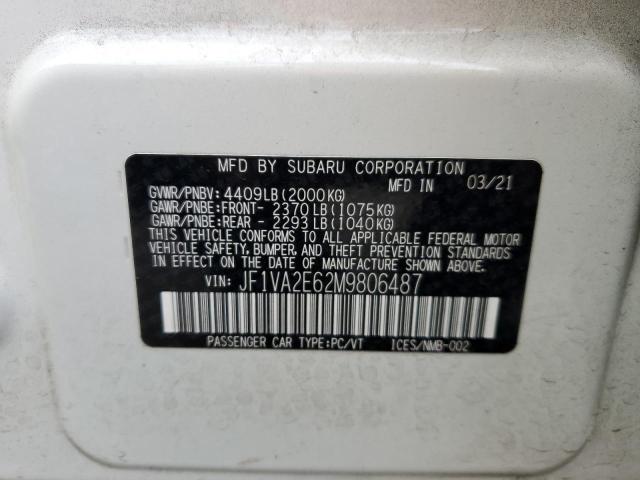 MFD BY SUBARU CORPORATION
MFD IN 03/21
GVWR/PNBV: 4409LB(2000KG)
GAWR/PNBE:FRONT- 2370LB(1075KG)
GAWR/PNBE:REAR - 2293LB(1040KG)
THIS VEHICLE CONFORMS TO ALL APPLICABLE FEDERAL MOTOR
VEHICLE SAFETY, BUMPER, AND THEFT PREVENTION STANDARDS
IN EFFECT ON THE DATE OF MANUFACTURE SHOWN ABOVE.
VIN: JF1VA2E62M9806487
PASSENGER CAR TYPE:PC/VT ICES/NMB-002